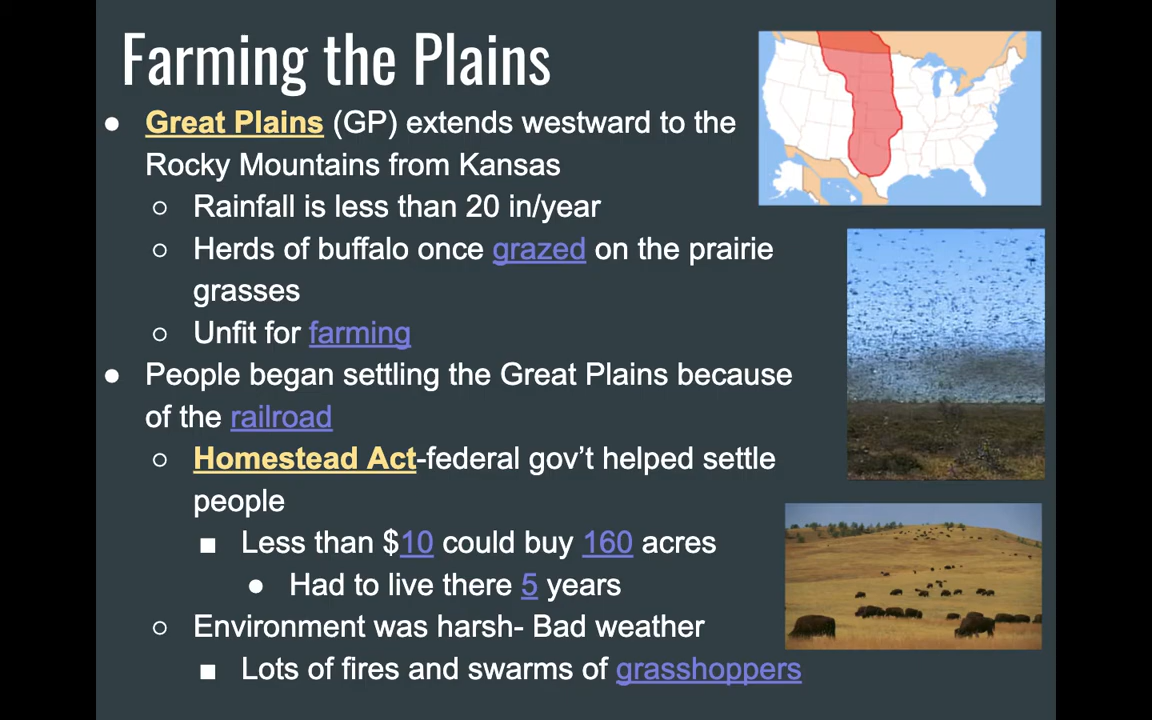 Farming the Plains
● Great Plains (GP) extends westward to the
Rocky Mountains from Kansas
○ Rainfall is less than 20 in/year
○ Herds of buffalo once grazed on the prairie
grasses
○ Unfit for farming
● People began settling the Great Plains because
of the railroad
○ Homestead Act-federal gov’t helped settle
people
■ Less than $10 could buy 160 acres
● Had to live there 5 years
○ Environment was harsh- Bad weather
■ Lots of fires and swarms of grasshoppers